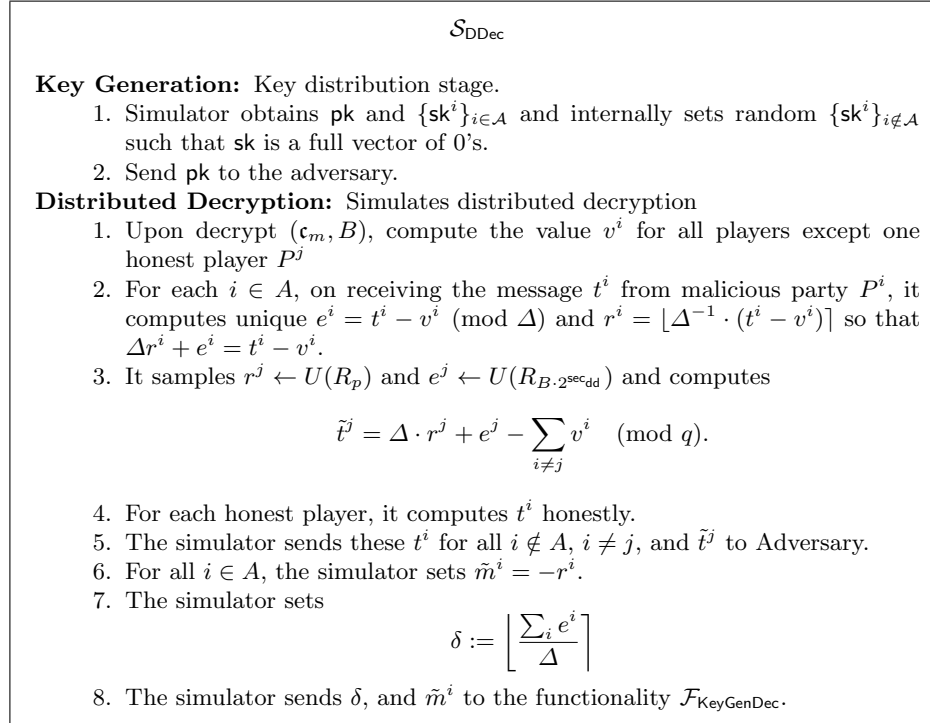 𝒮_DDec
Key Generation: Key distribution stage.
1. Simulator obtains pk and {sk^i}_{i∈𝒜} and internally sets random {sk^i}_{i∉𝒜}
such that sk is a full vector of 0's.
2. Send pk to the adversary.
Distributed Decryption: Simulates distributed decryption
1. Upon decrypt (𝔠_m, B), compute the value v^i for all players except one
honest player P^j
2. For each i ∈ A, on receiving the message t^i from malicious party P^i, it
computes unique e^i = t^i − v^i (mod Δ) and r^i = ⌊Δ^{−1} · (t^i − v^i)⌉ so that
Δr^i + e^i = t^i − v^i.
3. It samples r^j ← U(R_p) and e^j ← U(R_{B·2^{sec_dd}}) and computes
t̃^j = Δ · r^j + e^j − ∑_{i≠j} v^i (mod q).
4. For each honest player, it computes t^i honestly.
5. The simulator sends these t^i for all i ∉ A, i ≠ j, and t̃^j to Adversary.
6. For all i ∈ A, the simulator sets m̃^i = −r^i.
7. The simulator sets
δ := ⌊∑_i e^i / Δ⌉
8. The simulator sends δ, and m̃^i to the functionality ℱ_KeyGenDec.